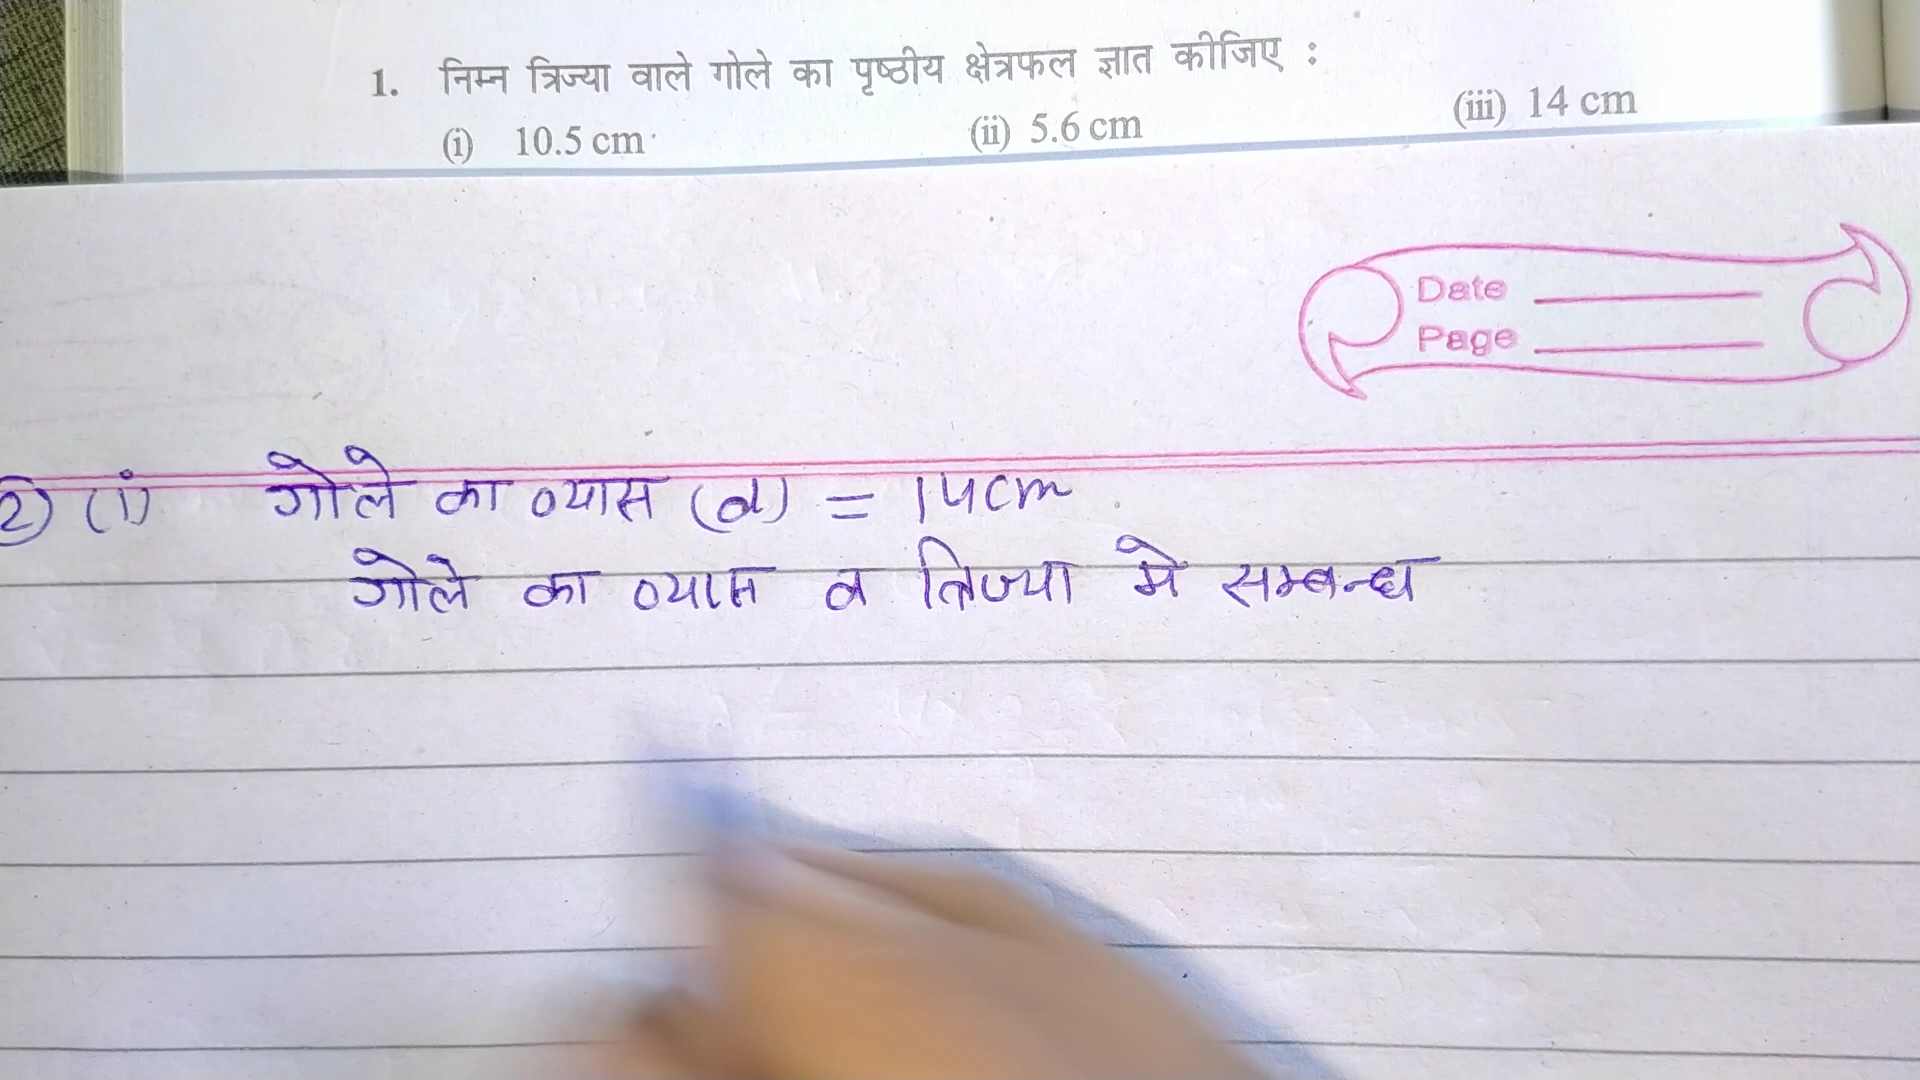 1. निम्न त्रिज्या वाले गोले का पृष्ठीय क्षेत्रफल ज्ञात कीजिए :
(i) 10.5 cm (ii) 5.6 cm (iii) 14 cm
Date
Page
2) (i) गोले का व्यास (d) = 14cm
गोले का व्यास व त्रिज्या मे सम्बन्ध